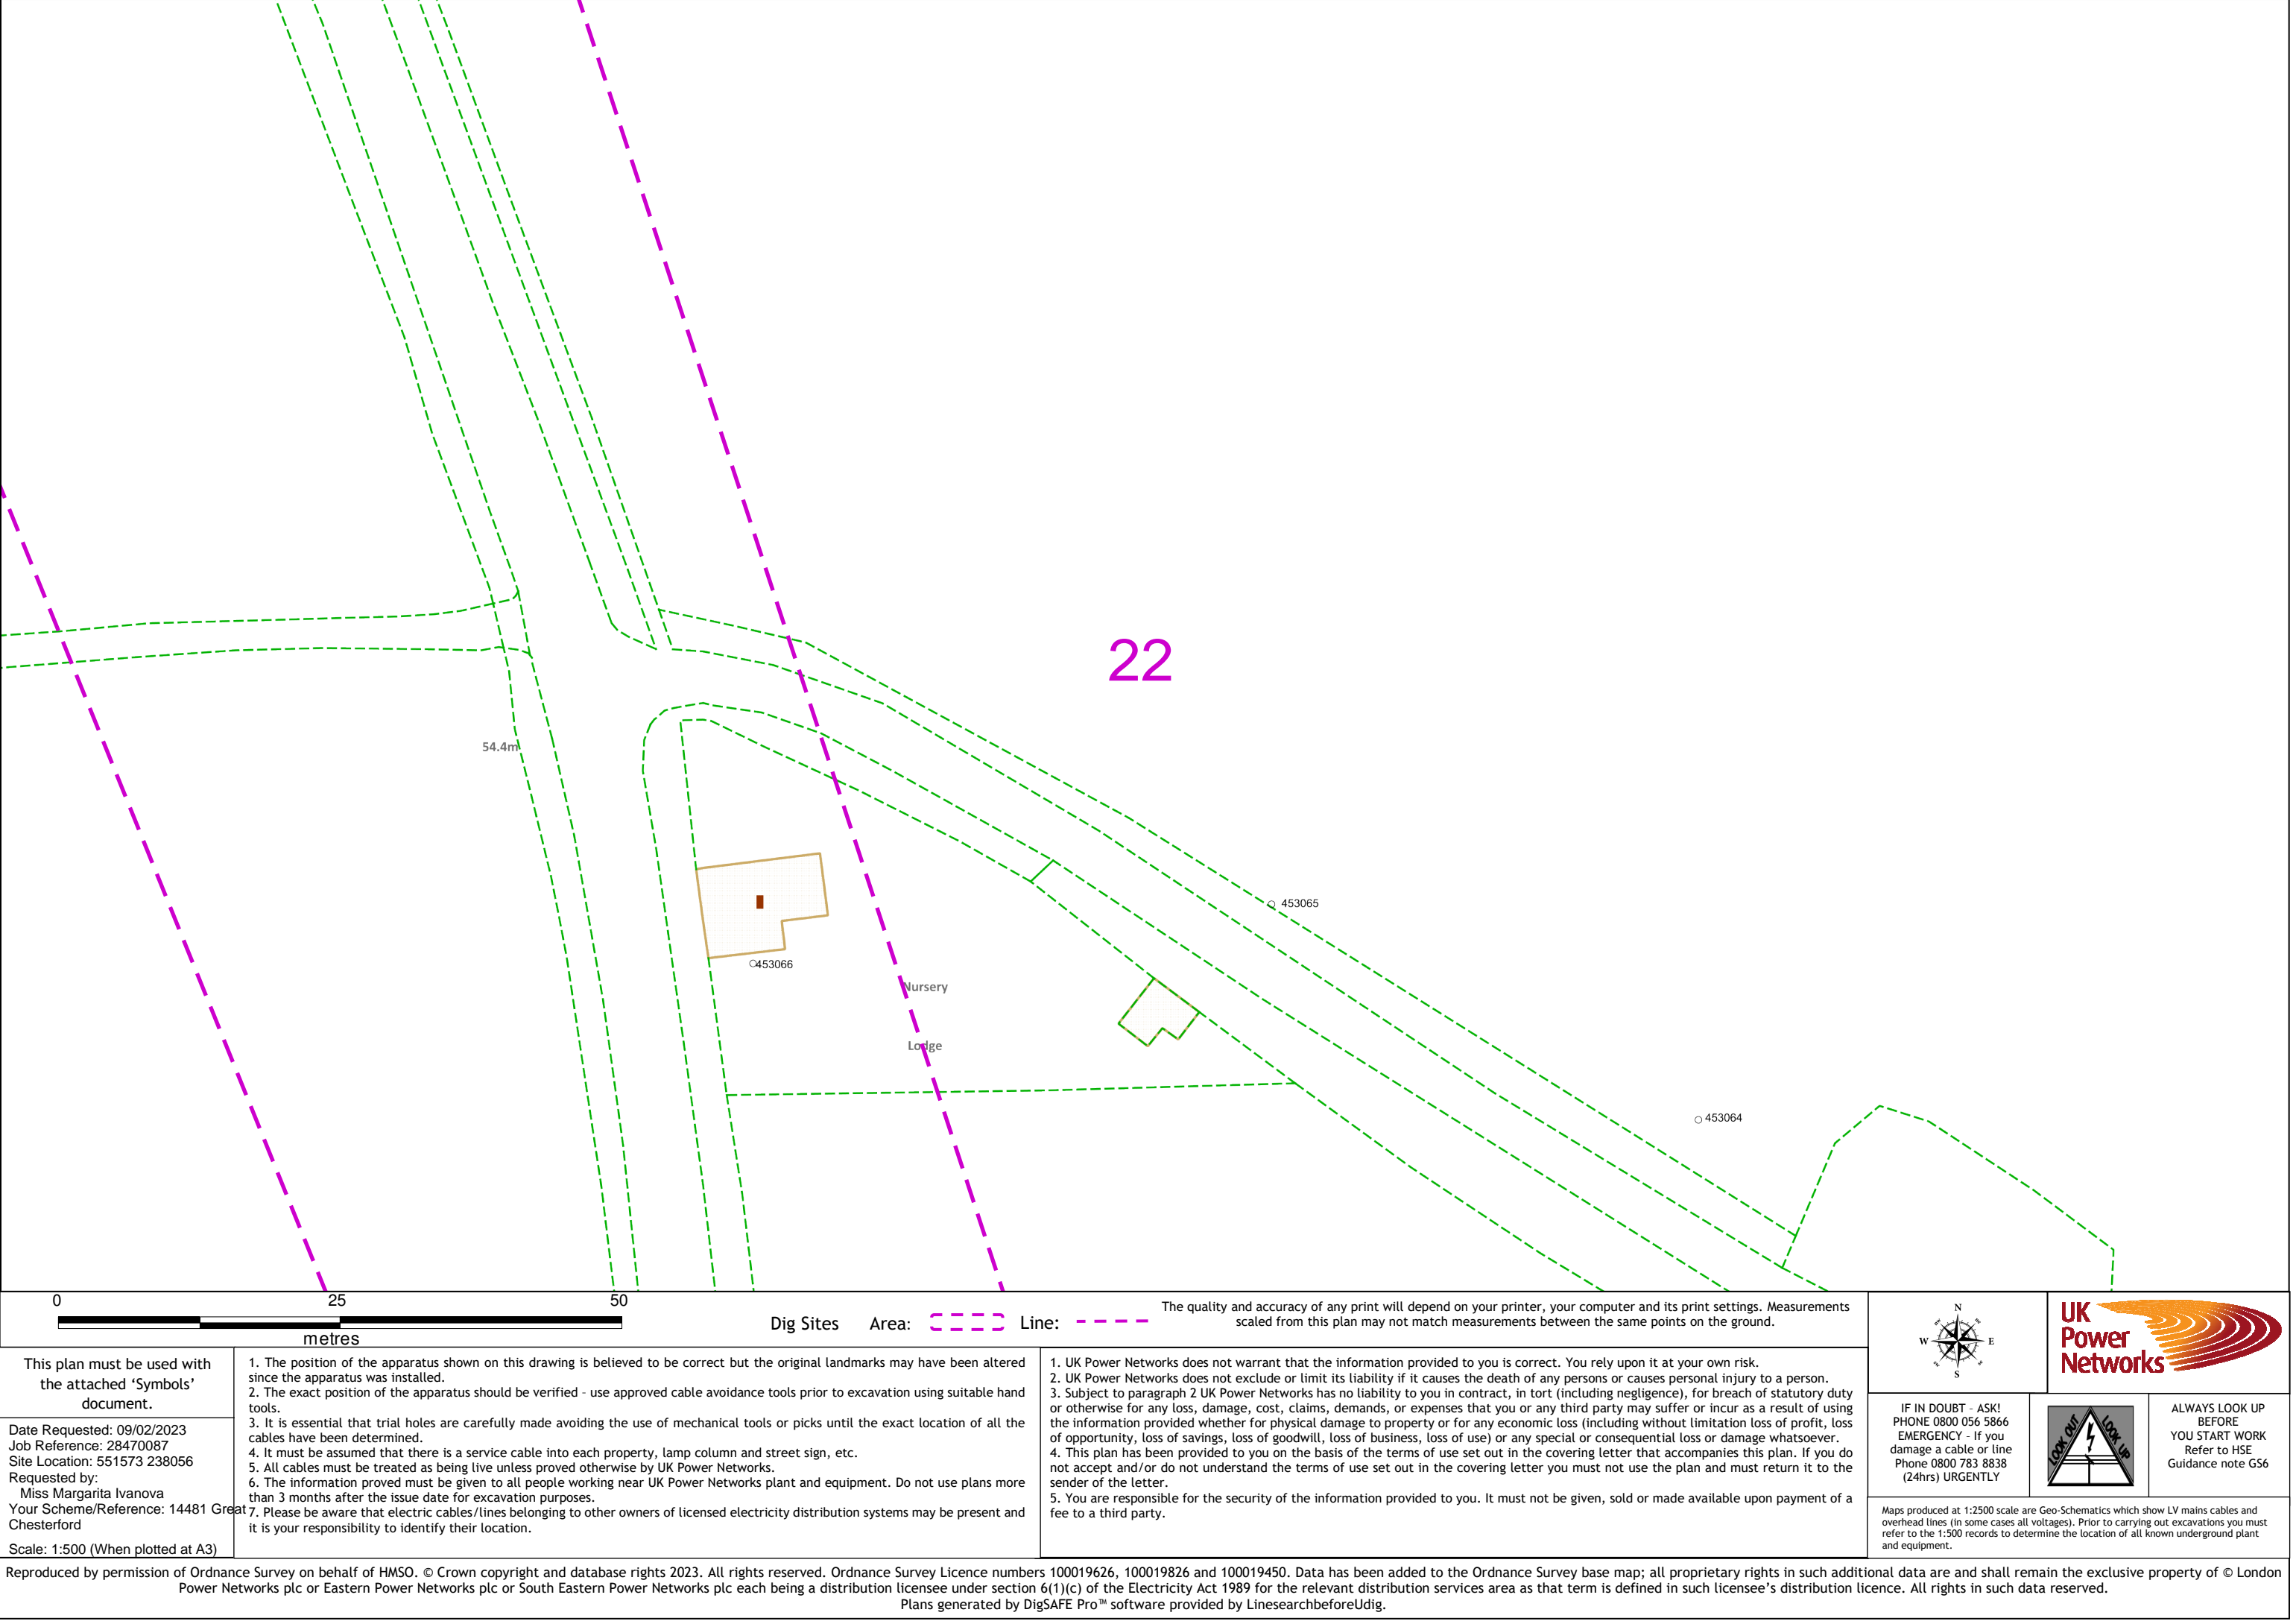 22
54.4m
453065
453066
Nursery
Lodge
453064
0 25 50
metres
Dig Sites Area: Line:
The quality and accuracy of any print will depend on your printer, your computer and its print settings. Measurements
scaled from this plan may not match measurements between the same points on the ground.
N
W E
S
UK
Power
Networks
This plan must be used with
the attached ‘Symbols’
document.
Date Requested: 09/02/2023
Job Reference: 28470087
Site Location: 551573 238056
Requested by:
Miss Margarita Ivanova
Your Scheme/Reference: 14481 Great
Chesterford
Scale: 1:500 (When plotted at A3)
1. The position of the apparatus shown on this drawing is believed to be correct but the original landmarks may have been altered
since the apparatus was installed.
2. The exact position of the apparatus should be verified - use approved cable avoidance tools prior to excavation using suitable hand
tools.
3. It is essential that trial holes are carefully made avoiding the use of mechanical tools or picks until the exact location of all the
cables have been determined.
4. It must be assumed that there is a service cable into each property, lamp column and street sign, etc.
5. All cables must be treated as being live unless proved otherwise by UK Power Networks.
6. The information proved must be given to all people working near UK Power Networks plant and equipment. Do not use plans more
than 3 months after the issue date for excavation purposes.
7. Please be aware that electric cables/lines belonging to other owners of licensed electricity distribution systems may be present and
it is your responsibility to identify their location.
1. UK Power Networks does not warrant that the information provided to you is correct. You rely upon it at your own risk.
2. UK Power Networks does not exclude or limit its liability if it causes the death of any persons or causes personal injury to a person.
3. Subject to paragraph 2 UK Power Networks has no liability to you in contract, in tort (including negligence), for breach of statutory duty
or otherwise for any loss, damage, cost, claims, demands, or expenses that you or any third party may suffer or incur as a result of using
the information provided whether for physical damage to property or for any economic loss (including without limitation loss of profit, loss
of opportunity, loss of savings, loss of goodwill, loss of business, loss of use) or any special or consequential loss or damage whatsoever.
4. This plan has been provided to you on the basis of the terms of use set out in the covering letter that accompanies this plan. If you do
not accept and/or do not understand the terms of use set out in the covering letter you must not use the plan and must return it to the
sender of the letter.
5. You are responsible for the security of the information provided to you. It must not be given, sold or made available upon payment of a
fee to a third party.
IF IN DOUBT - ASK!
PHONE 0800 056 5866
EMERGENCY - If you
damage a cable or line
Phone 0800 783 8838
(24hrs) URGENTLY
LOOK OUT
LOOK UP
ALWAYS LOOK UP
BEFORE
YOU START WORK
Refer to HSE
Guidance note GS6
Maps produced at 1:2500 scale are Geo-Schematics which show LV mains cables and
overhead lines (in some cases all voltages). Prior to carrying out excavations you must
refer to the 1:500 records to determine the location of all known underground plant
and equipment.
Reproduced by permission of Ordnance Survey on behalf of HMSO. © Crown copyright and database rights 2023. All rights reserved. Ordnance Survey Licence numbers 100019626, 100019826 and 100019450. Data has been added to the Ordnance Survey base map; all proprietary rights in such additional data are and shall remain the exclusive property of © London
Power Networks plc or Eastern Power Networks plc or South Eastern Power Networks plc each being a distribution licensee under section 6(1)(c) of the Electricity Act 1989 for the relevant distribution services area as that term is defined in such licensee’s distribution licence. All rights in such data reserved.
Plans generated by DigSAFE Pro™ software provided by LinesearchbeforeUdig.